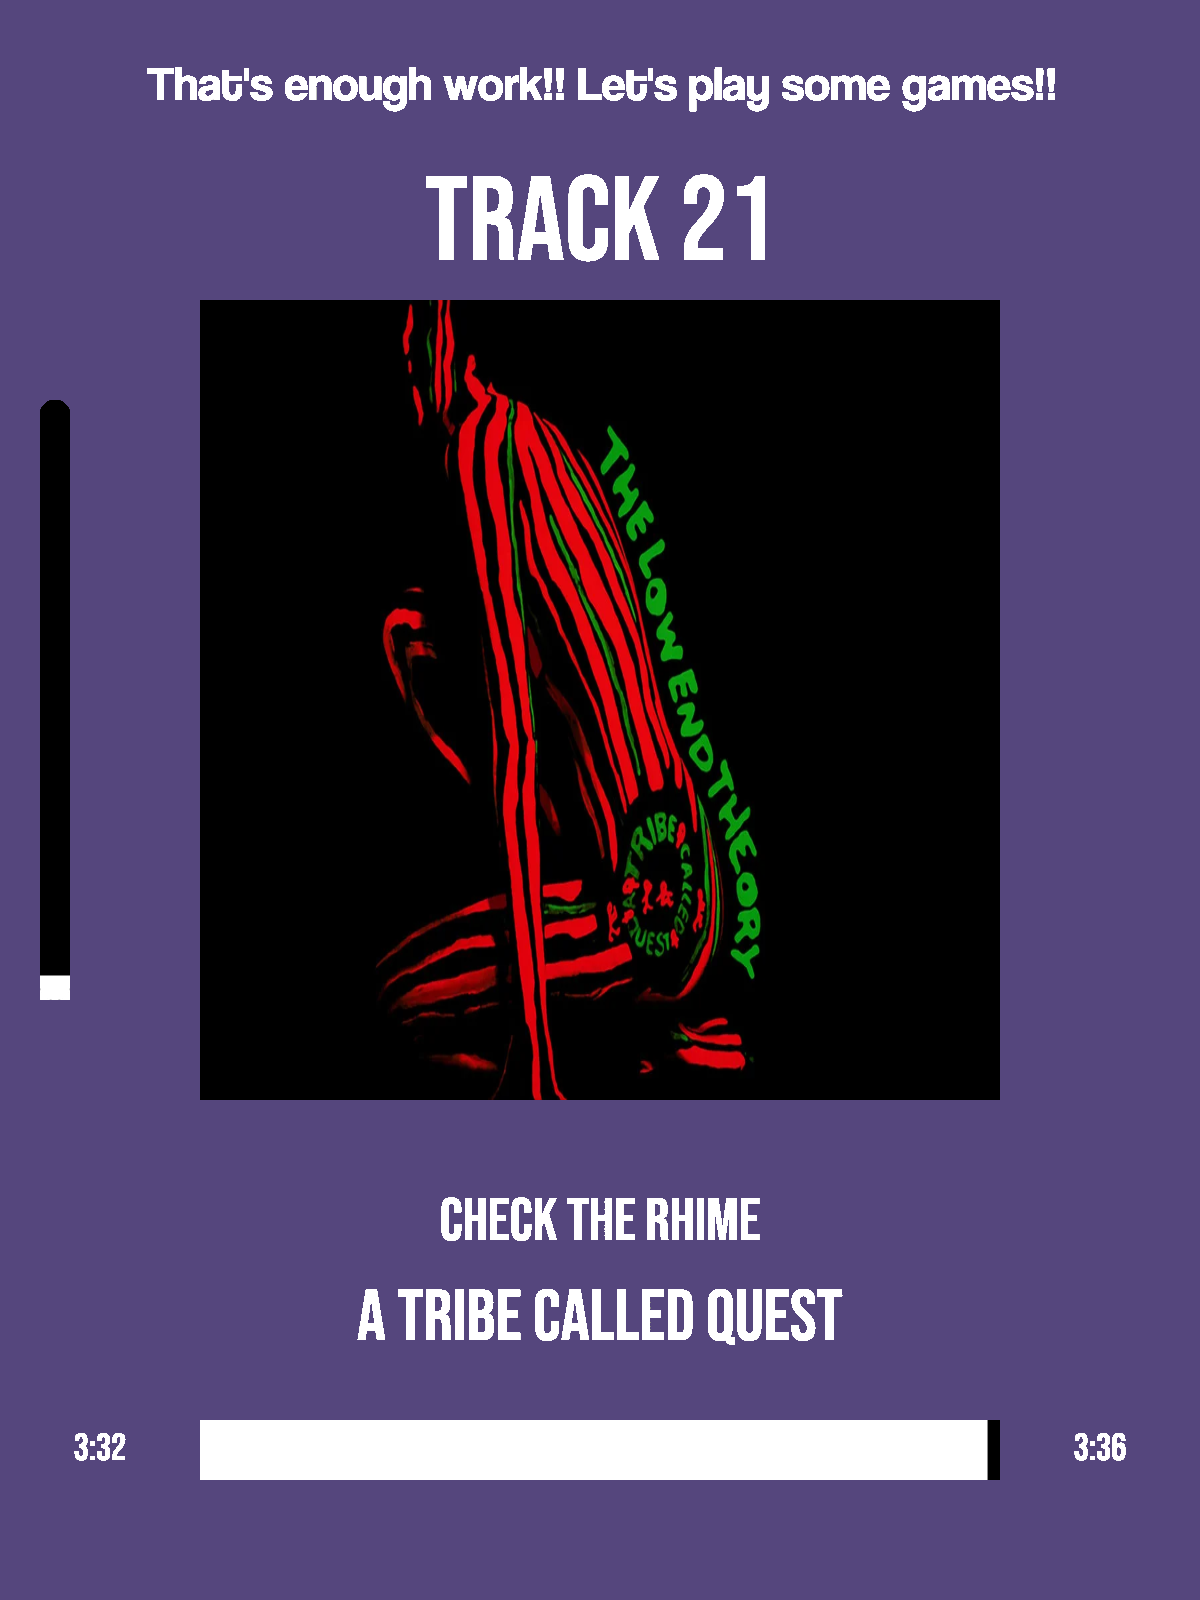 That's enough work!! Let's play some games!!
TRACK 21
THE LOW END THEORY
A TRIBE CALLED QUEST
CHECK THE RHIME
A TRIBE CALLED QUEST
3:32
3:36